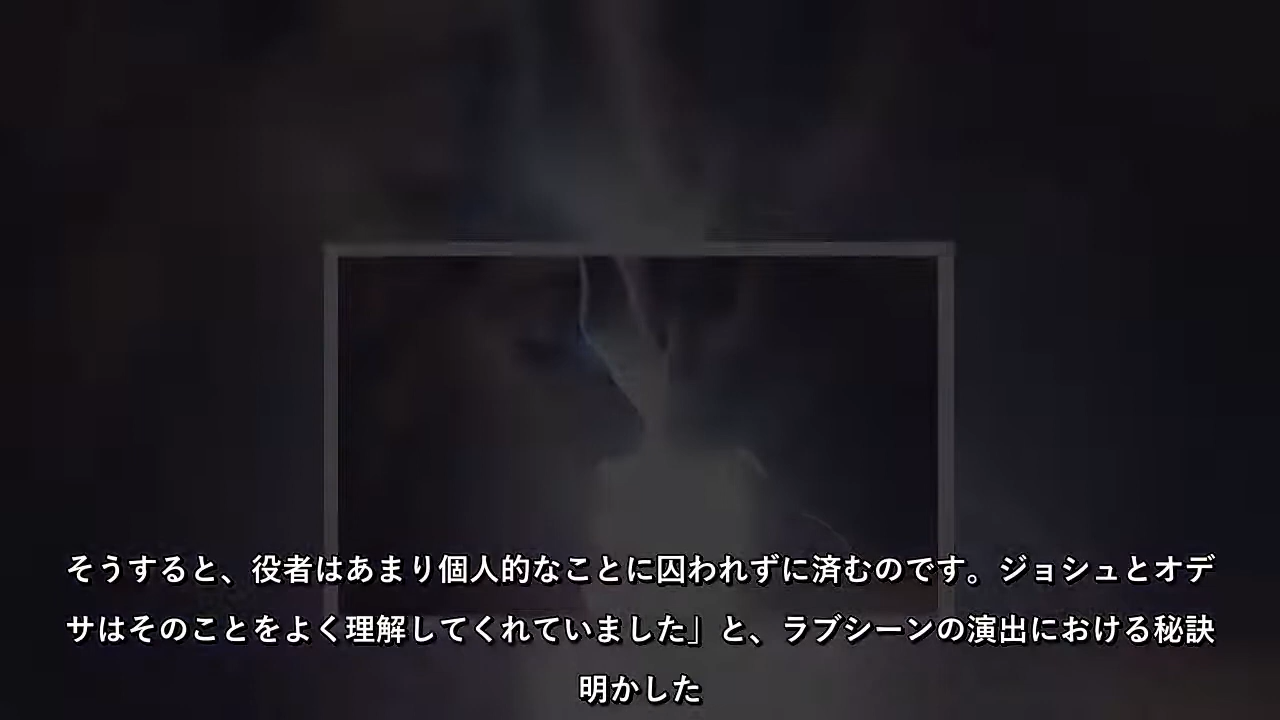 そうすると、役者はあまり個人的なことに囚われずに済むのです。ジョシュとオデ
サはそのことをよく理解してくれていました」と、ラブシーンの演出における秘訣
明かした